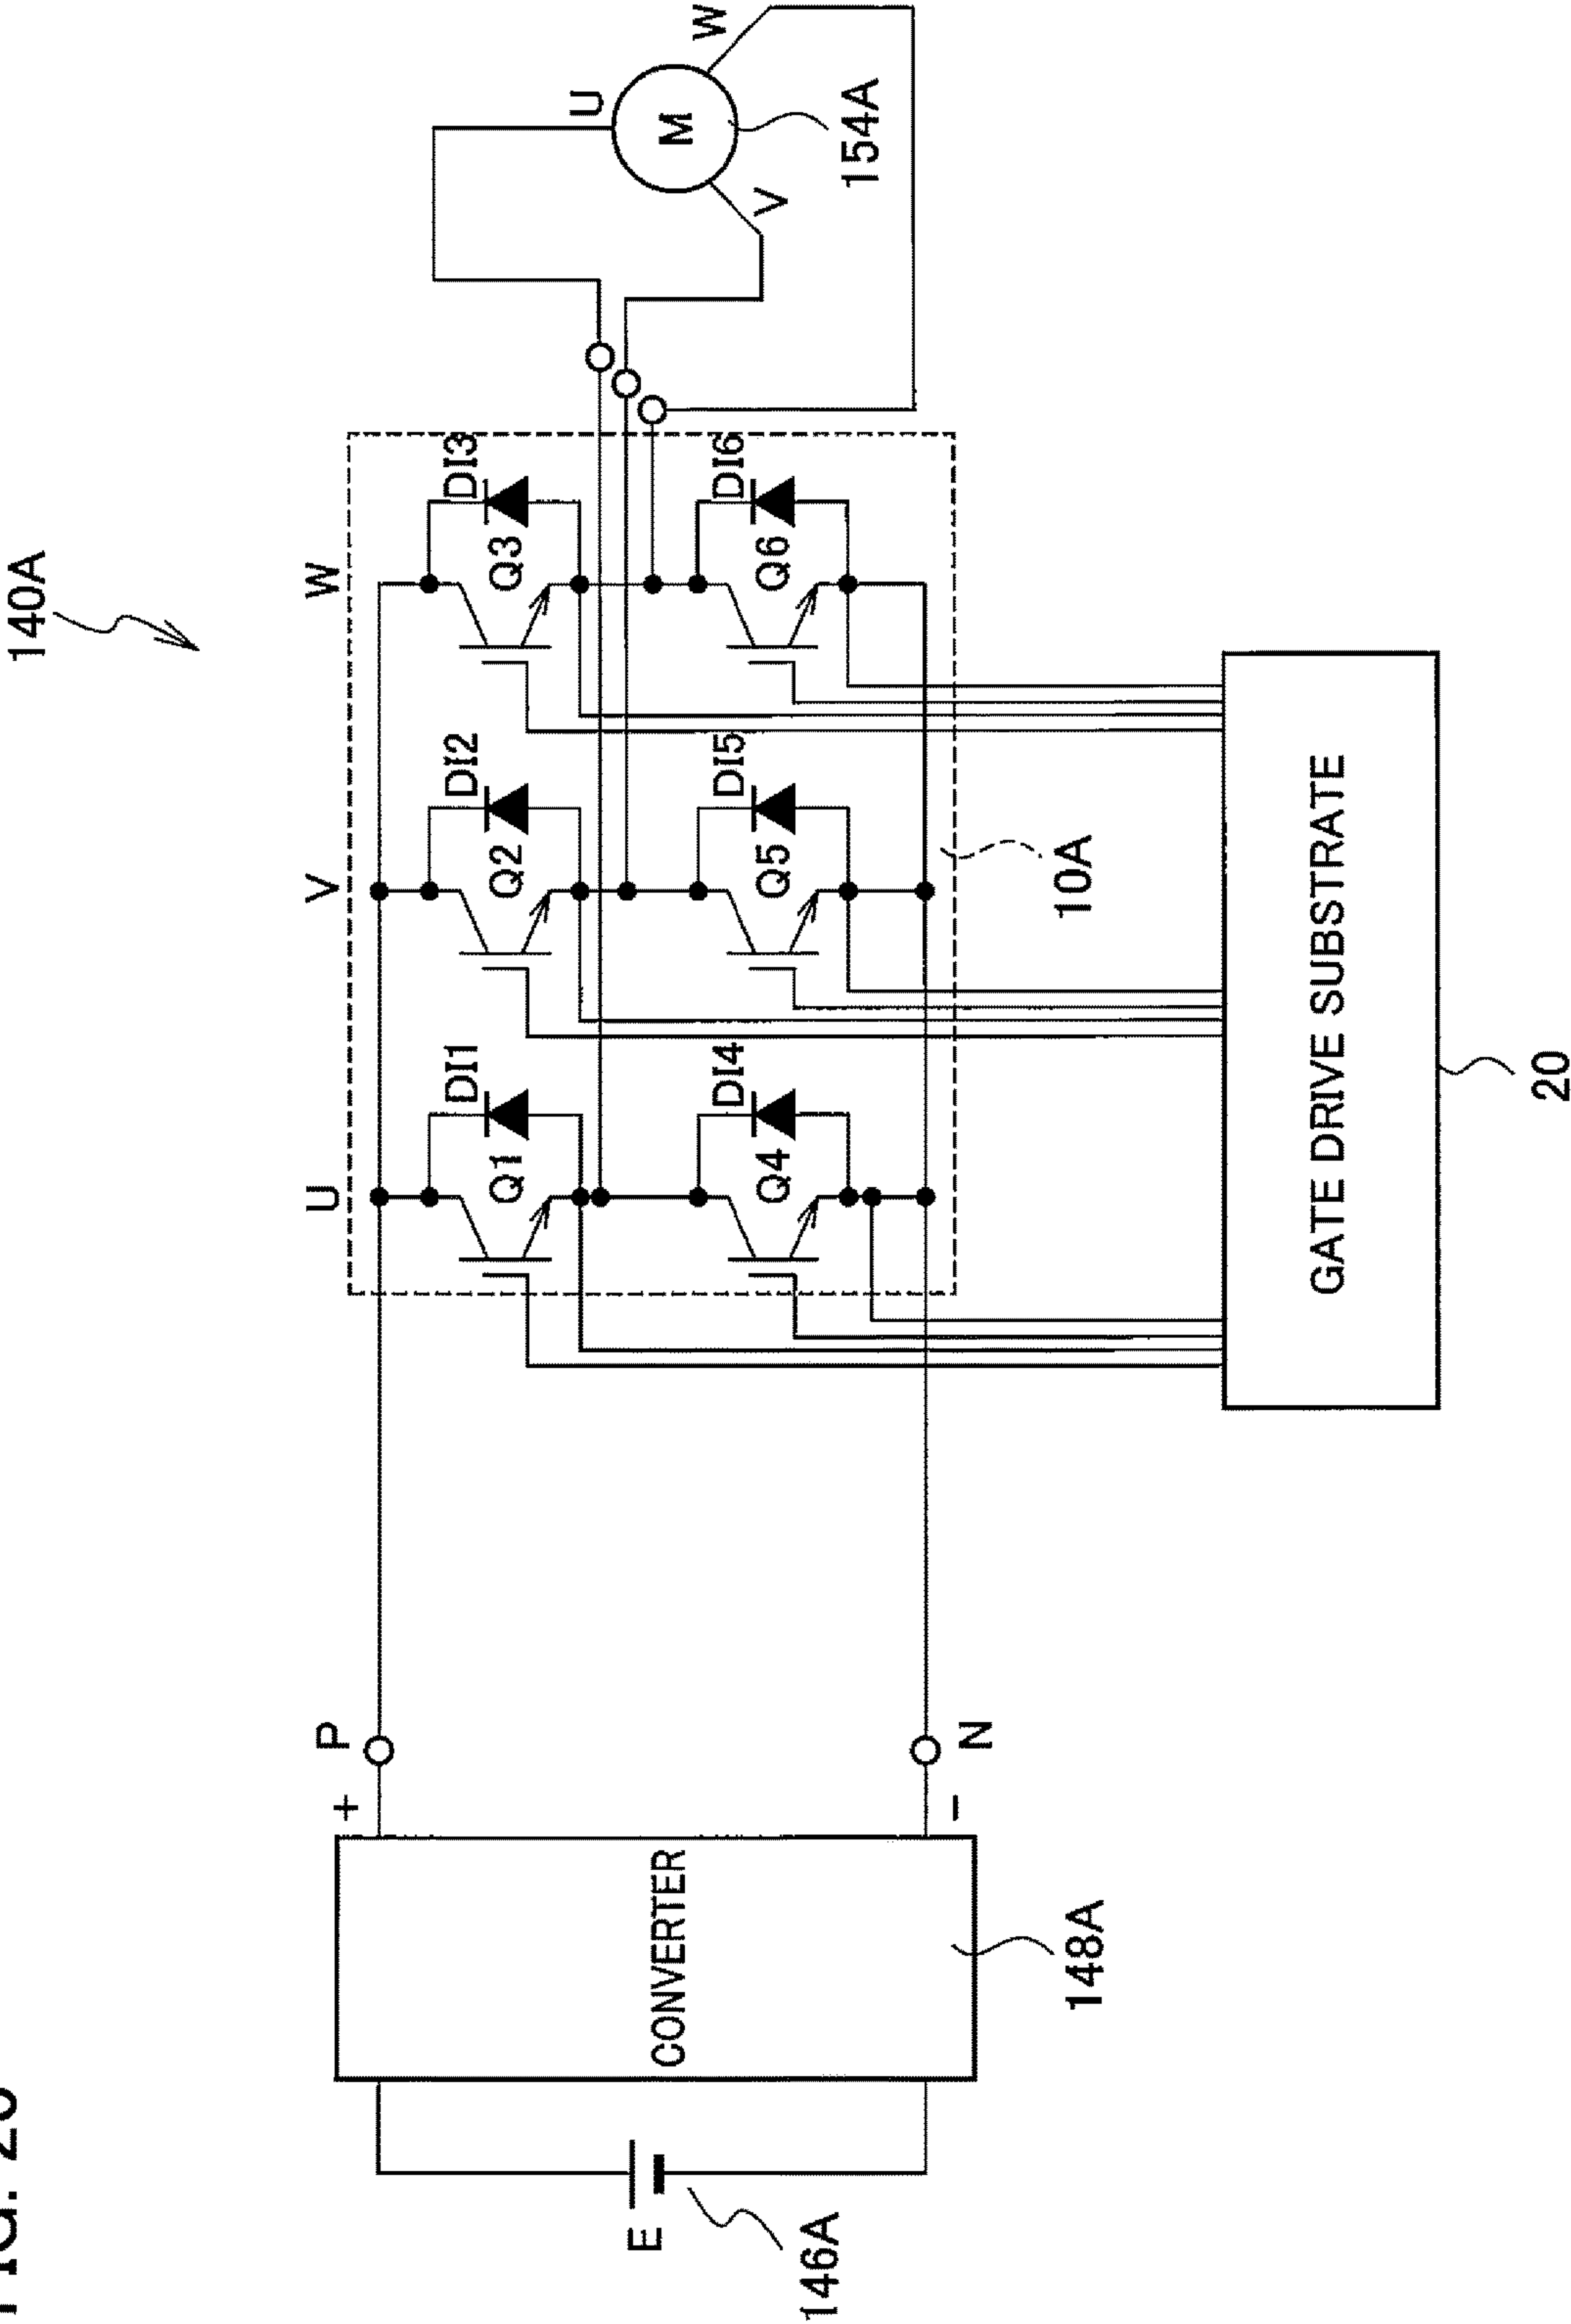 FIG.
140A
U
V
W
P
+
DI1
DI2
DI3
Q1
Q2
Q3
U
E
CONVERTER
M
W
DI4
DI5
DI6
Q4
Q5
Q6
V
146A
154A
−
N
148A
10A
GATE DRIVE SUBSTRATE
20